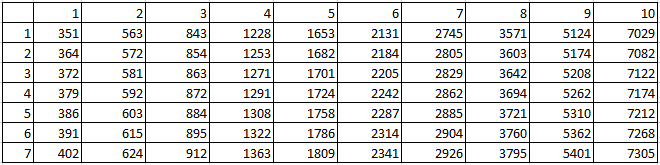 1 2 3 4 5 6 7 8 9 10
1 351 563 843 1228 1653 2131 2745 3571 5124 7029
2 364 572 854 1253 1682 2184 2805 3603 5174 7082
3 372 581 863 1271 1701 2205 2829 3642 5208 7122
4 379 592 872 1291 1724 2242 2862 3694 5262 7174
5 386 603 884 1308 1758 2287 2885 3721 5310 7212
6 391 615 895 1322 1786 2314 2904 3760 5362 7268
7 402 624 912 1363 1809 2341 2926 3795 5401 7305